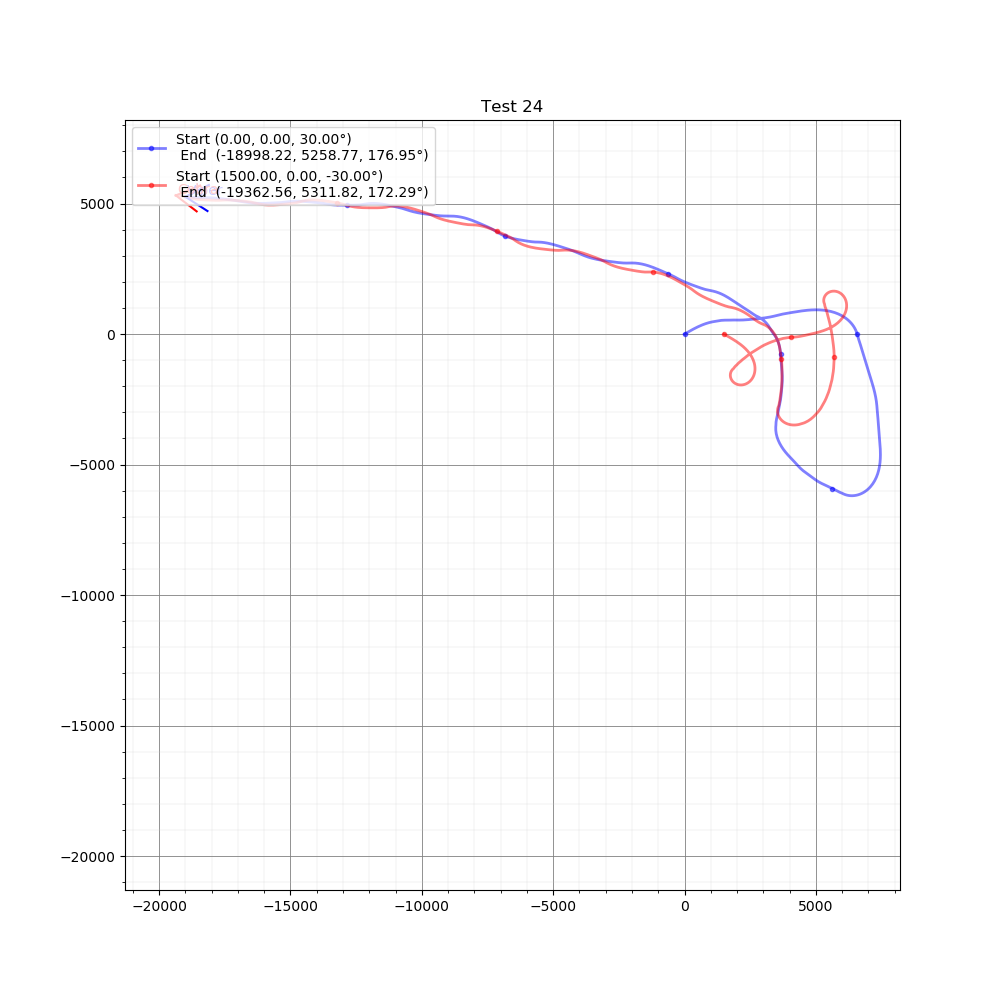 Test 24
Start (0.00, 0.00, 30.00°)
End (-18998.22, 5258.77, 176.95°)
Start (1500.00, 0.00, -30.00°)
End (-19362.56, 5311.82, 172.29°)
5000
0
−5000
−10000
−15000
−20000
−20000 −15000 −10000 −5000 0 5000